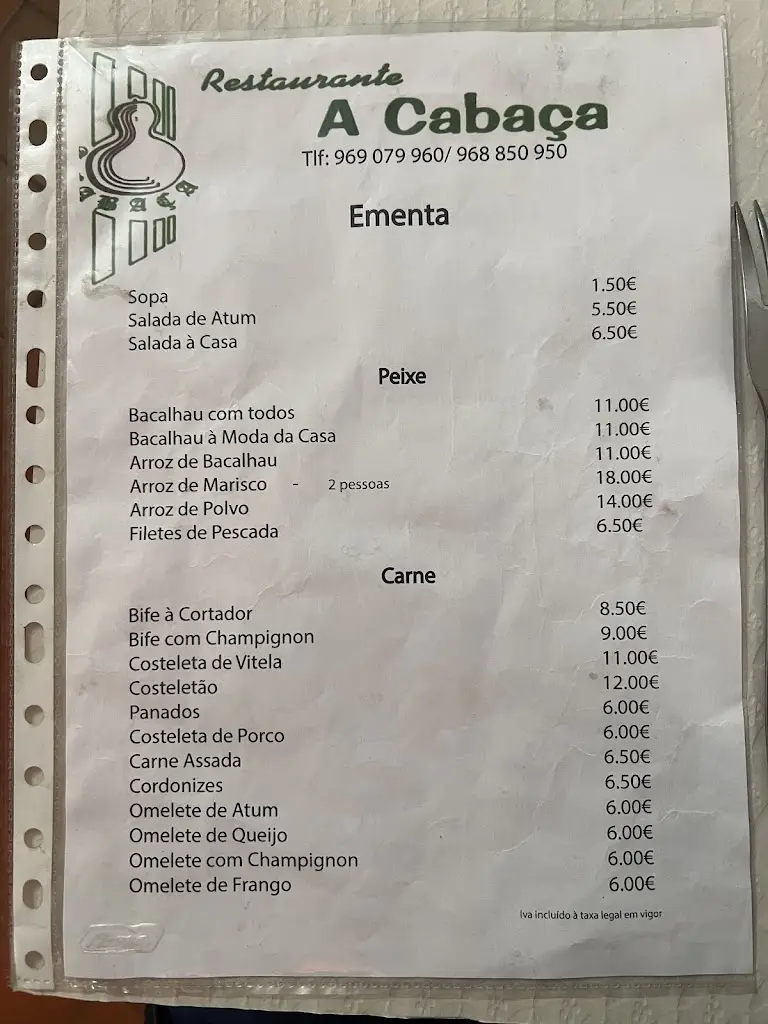 Restaurante
A Cabaça
Tlf: 969 079 960/ 968 850 950
BAÇA
Ementa
Sopa 1.50€
Salada de Atum 5.50€
Salada à Casa 6.50€
Peixe
Bacalhau com todos 11.00€
Bacalhau à Moda da Casa 11.00€
Arroz de Bacalhau 11.00€
Arroz de Marisco - 2 pessoas 18.00€
Arroz de Polvo 14.00€
Filetes de Pescada 6.50€
Carne
Bife à Cortador 8.50€
Bife com Champignon 9.00€
Costeleta de Vitela 11.00€
Costeletão 12.00€
Panados 6.00€
Costeleta de Porco 6.00€
Carne Assada 6.50€
Cordonizes 6.50€
Omelete de Atum 6.00€
Omelete de Queijo 6.00€
Omelete com Champignon 6.00€
Omelete de Frango 6.00€
Iva incluído à taxa legal em vigor